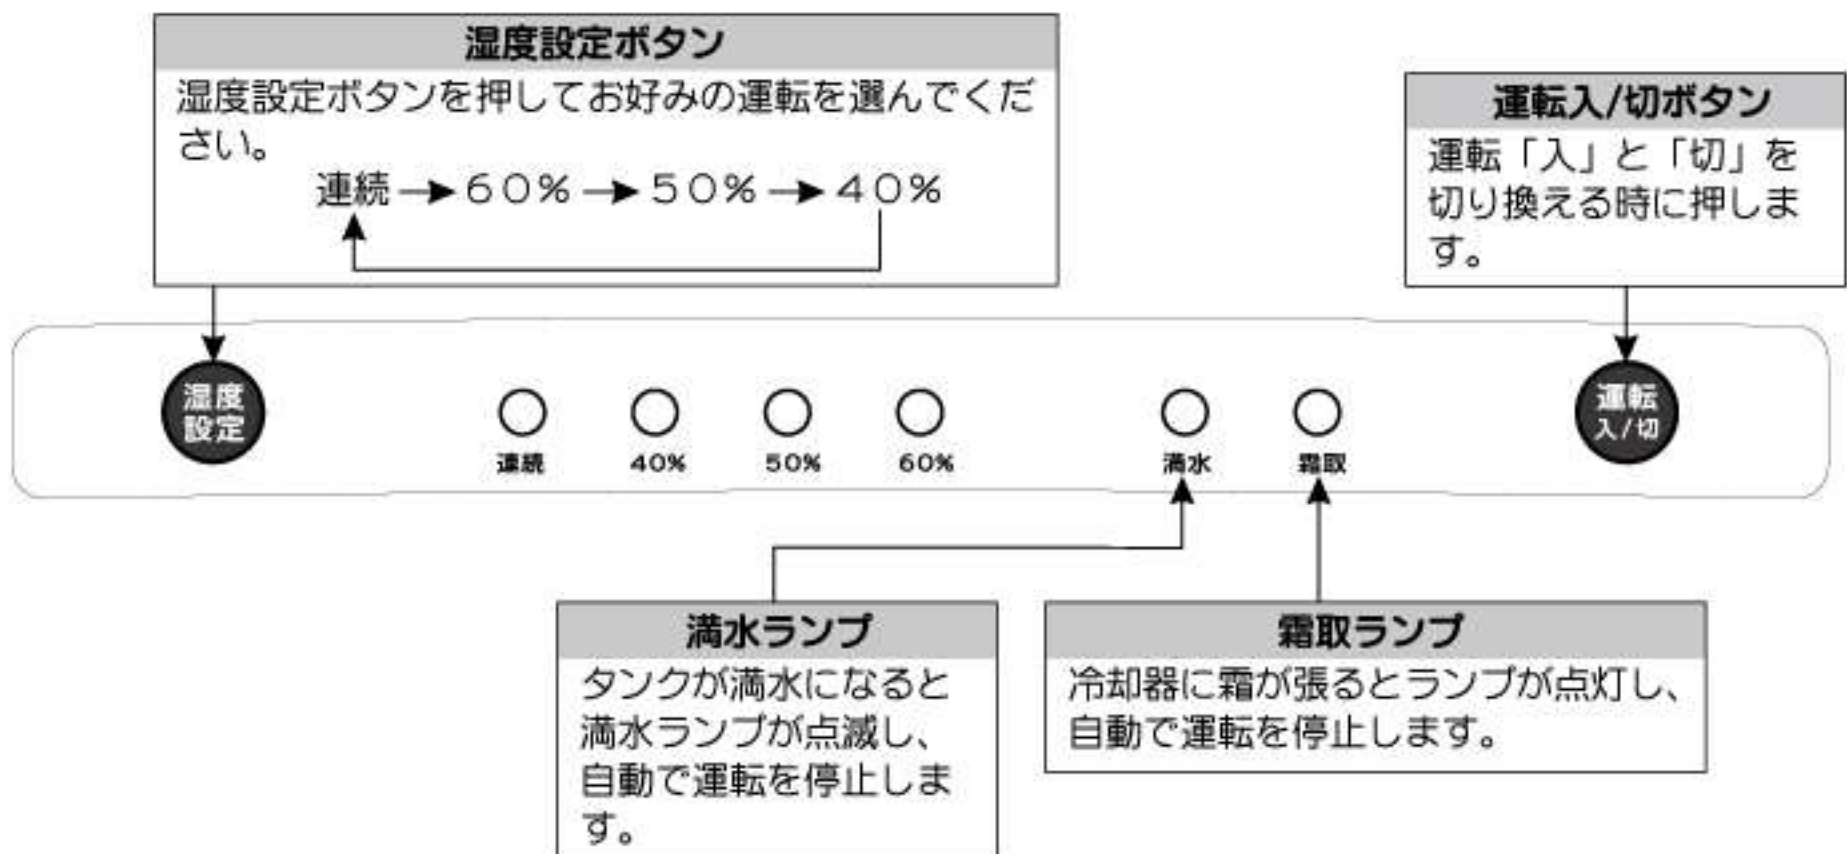 湿度設定ボタン
湿度設定ボタンを押してお好みの運転を選んでくだ
さい。
連続→60%→50%→40%
運転入/切ボタン
運転「入」と「切」を
切り換える時に押しま
す。
湿度
設定
連続
40%
50%
60%
満水
霜取
運転
入/切
満水ランプ
タンクが満水になると
満水ランプが点滅し、
自動で運転を停止しま
す。
霜取ランプ
冷却器に霜が張るとランプが点灯し、
自動で運転を停止します。